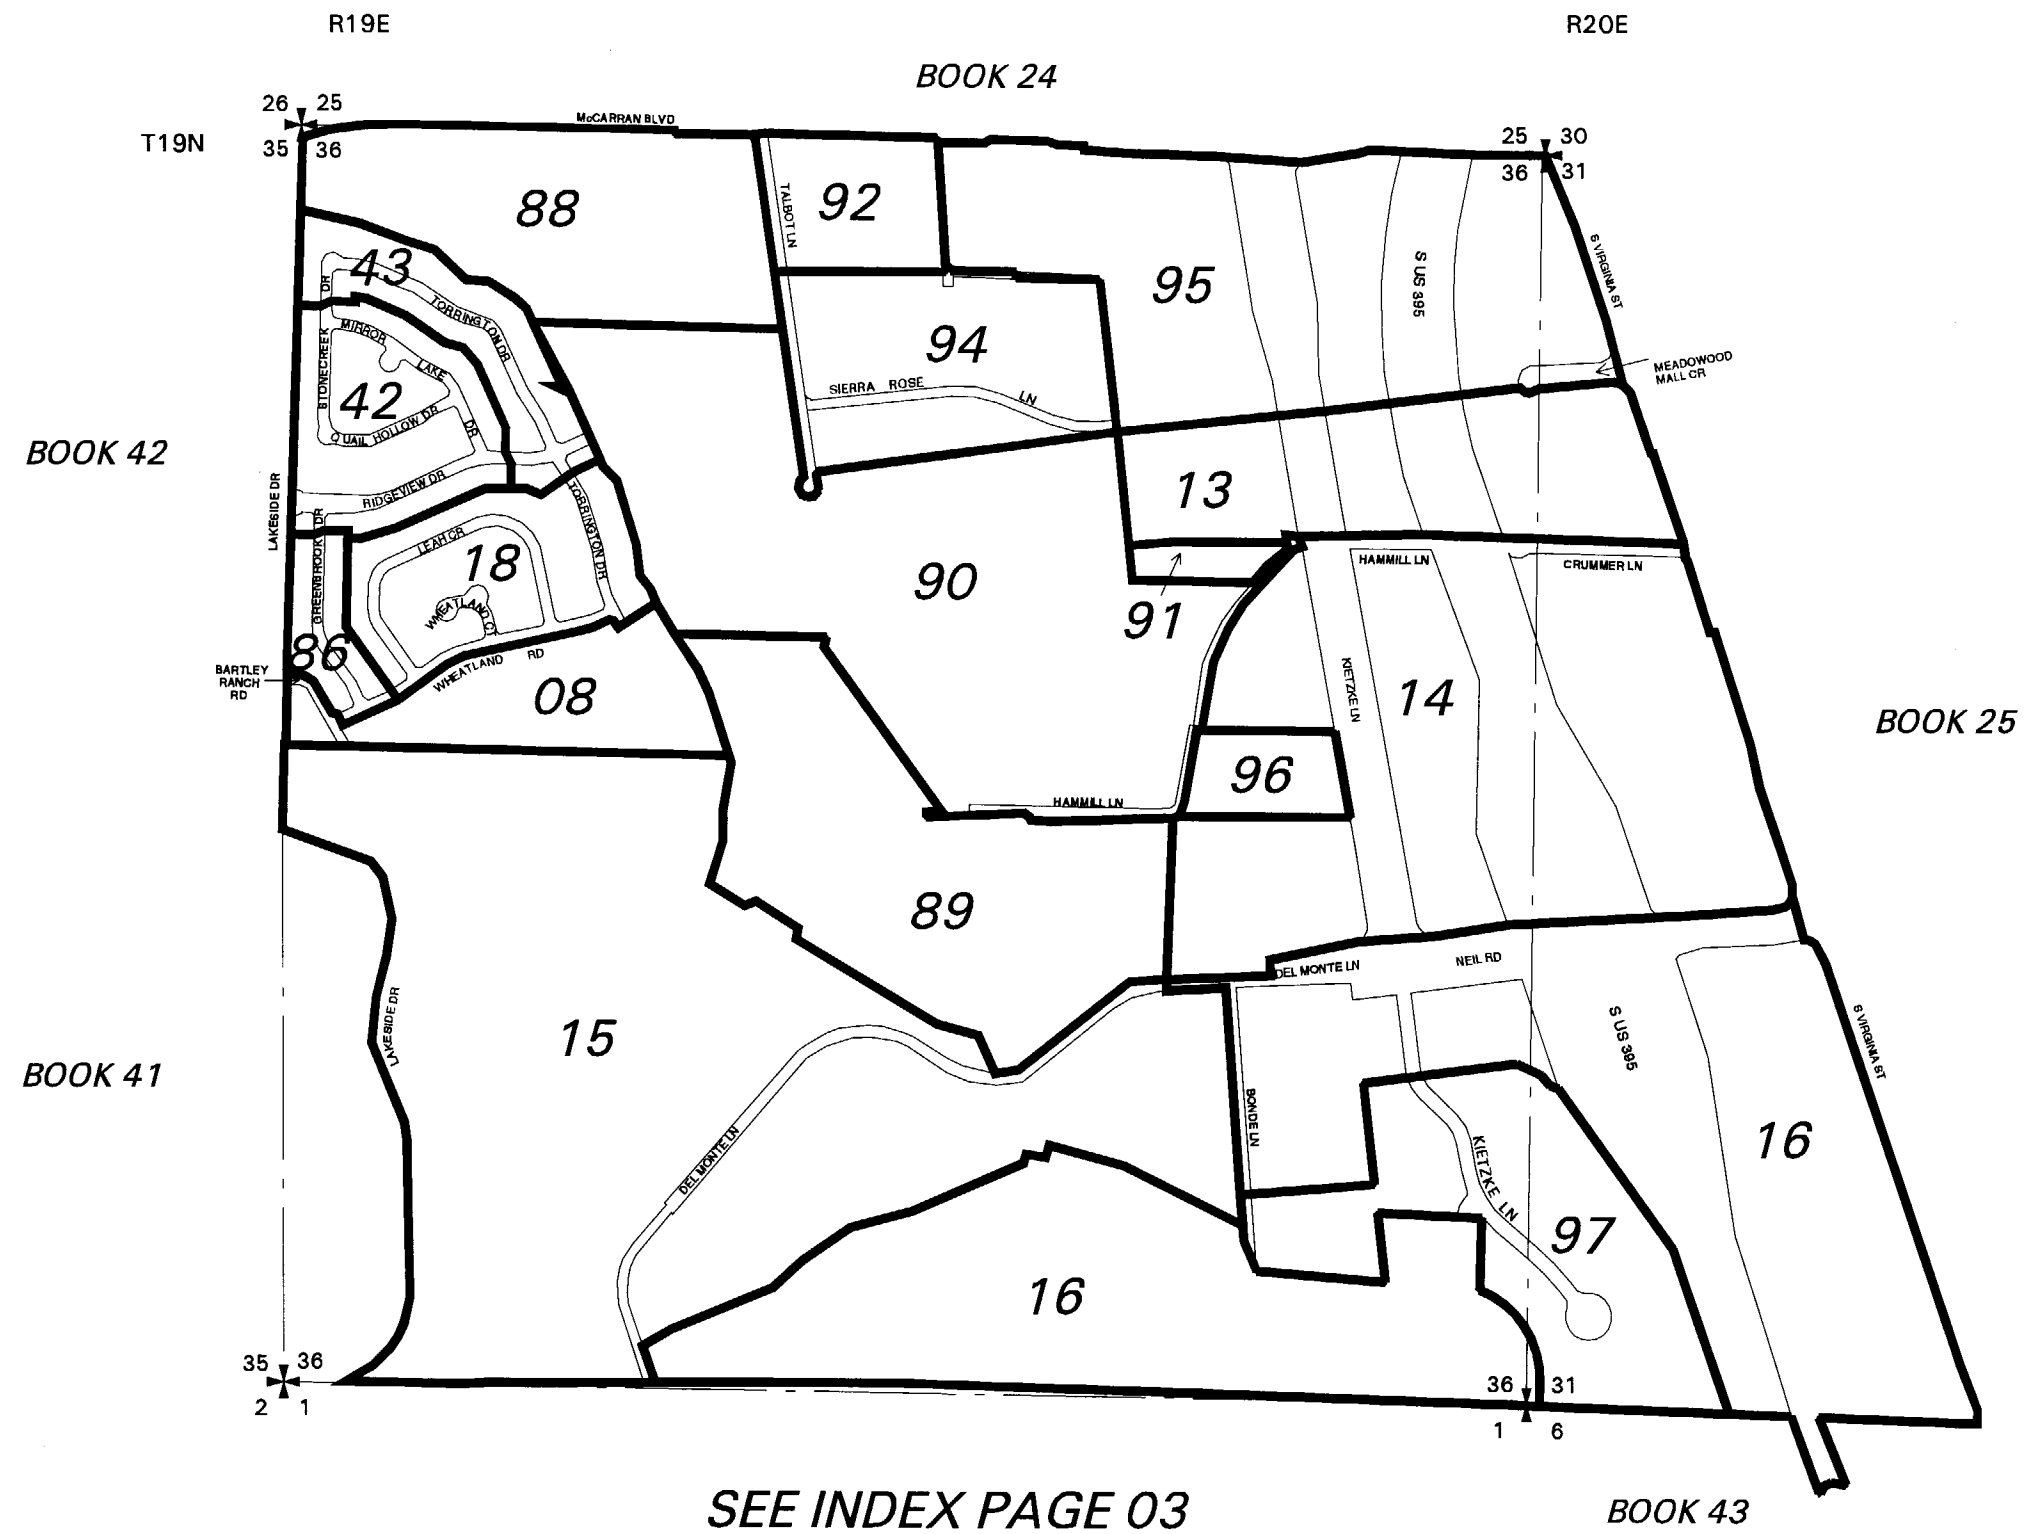 R19E
R20E
BOOK 24
26 25
35 36
T19N
McCARRAN BLVD
25 30
36 31
88
TALBOT LN
92
95
S US 395
S VIRGINIA ST
43
TORRINGTON DR
STONECREEK DR
MIRROR LAKE DR
94
MEADOWOOD
MALL CR
SIERRA ROSE LN
42
QUAIL HOLLOW DR
BOOK 42
LAKESIDE DR
RIDGEVIEW DR
13
TORRINGTON DR
GREENBROOK DR
LEAH CR
18
WHEATLAND CT
90
91
HAMMILL LN
CRUMMER LN
86
BARTLEY
RANCH
RD
WHEATLAND RD
08
KIETZKE LN
14
BOOK 25
96
HAMMILL LN
89
DEL MONTE LN
NEIL RD
15
LAKESIDE DR
S US 395
S VIRGINIA ST
BOOK 41
BONDE LN
DEL MONTE LN
KIETZKE LN
16
97
16
35 36
2 1
36 31
1 6
SEE INDEX PAGE 03
BOOK 43